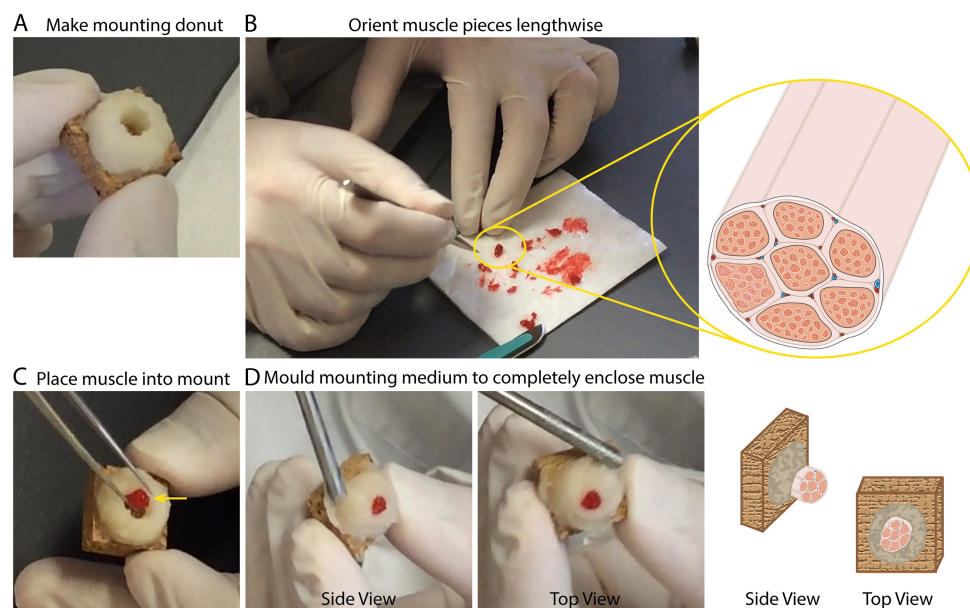 A Make mounting donut
B Orient muscle pieces lengthwise
C Place muscle into mount
D Mould mounting medium to completely enclose muscle
Side View
Top View
Side View
Top View